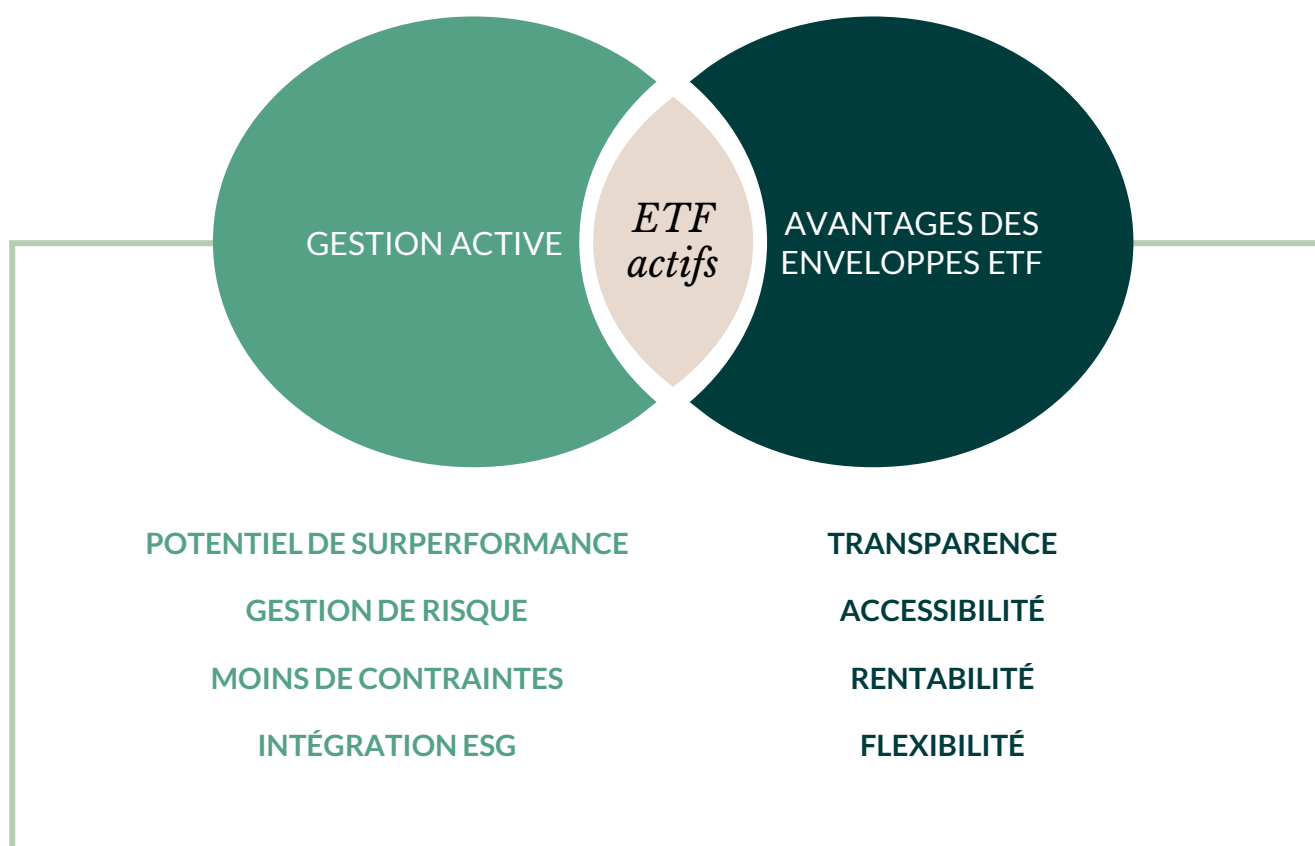 GESTION ACTIVE
ETF
actifs
AVANTAGES DES
ENVELOPPES ETF
POTENTIEL DE SURPERFORMANCE
GESTION DE RISQUE
MOINS DE CONTRAINTES
INTÉGRATION ESG
TRANSPARENCE
ACCESSIBILITÉ
RENTABILITÉ
FLEXIBILITÉ